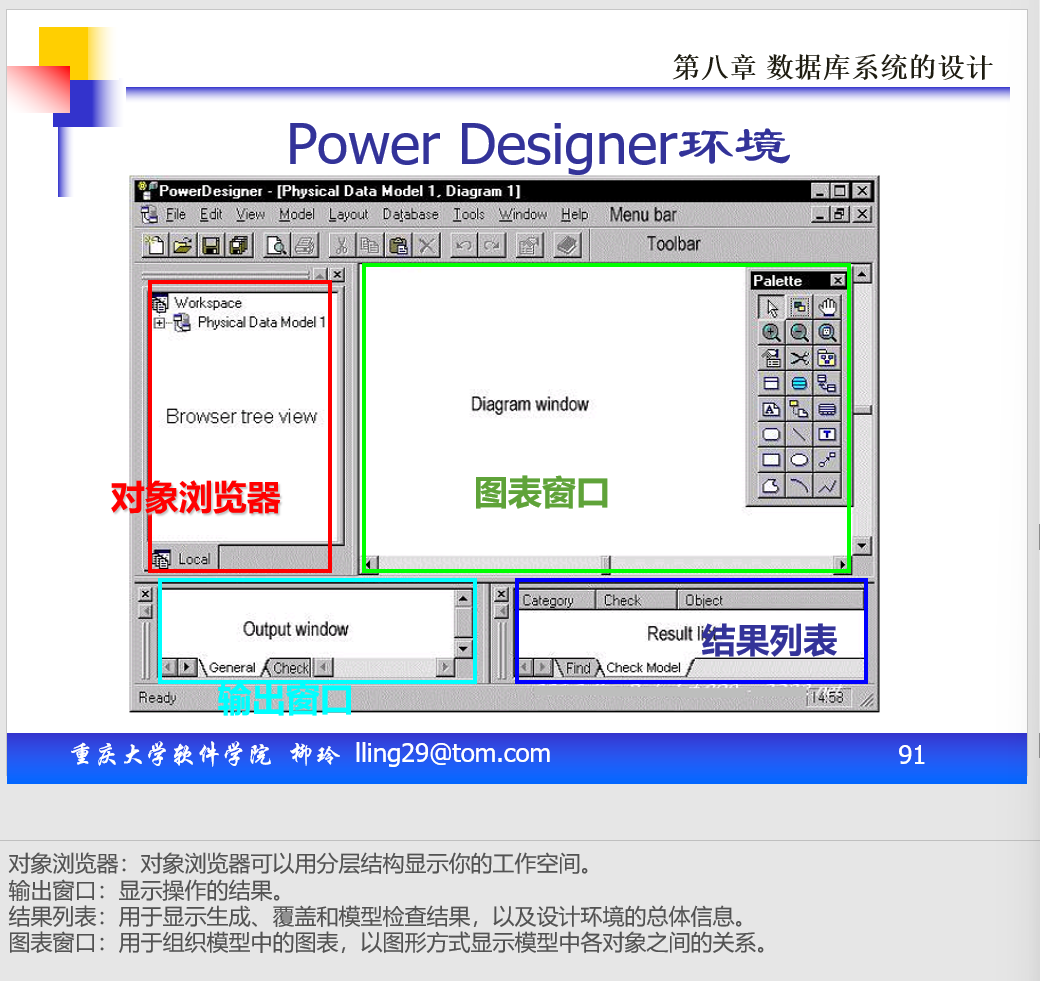 第八章 数据库系统的设计
Power Designer环境
PowerDesigner - [Physical Data Model 1, Diagram 1]
File Edit View Model Layout Database Tools Window Help Menu bar
Toolbar
Palette
Workspace
Physical Data Model 1
Browser tree view
Diagram window
对象浏览器
图表窗口
Local
Category Check Object
Output window
Result
结果列表
General Check
Find Check Model
Ready
输出窗口
14:58
重庆大学软件学院 柳玲 lling29@tom.com
91
对象浏览器：对象浏览器可以用分层结构显示你的工作空间。
输出窗口：显示操作的结果。
结果列表：用于显示生成、覆盖和模型检查结果，以及设计环境的总体信息。
图表窗口：用于组织模型中的图表，以图形方式显示模型中各对象之间的关系。